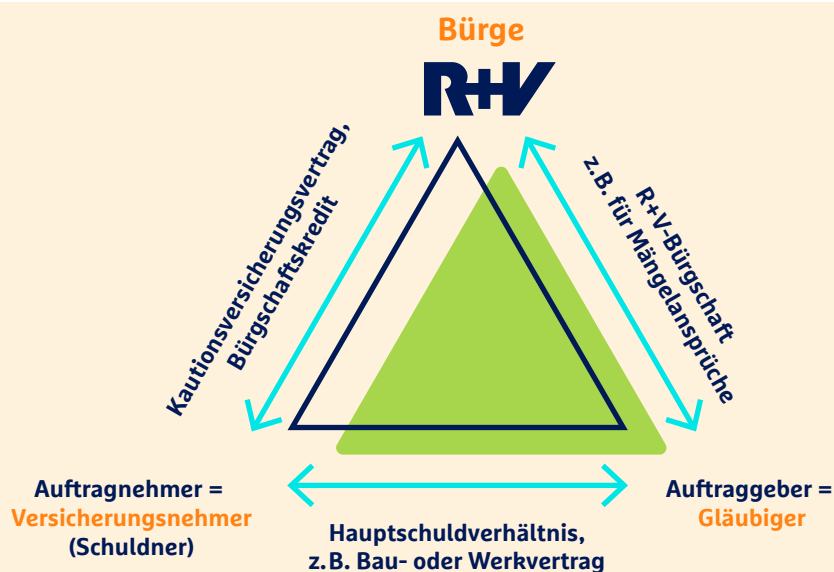 Bürge
R+V
Kautionsversicherungsvertrag,
Bürgschaftskredit
R+V-Bürgschaft
z.B. für Mängelansprüche
Auftragnehmer =
Versicherungsnehmer
(Schuldner)
Hauptschuldverhältnis,
z.B. Bau- oder Werkvertrag
Auftraggeber =
Gläubiger